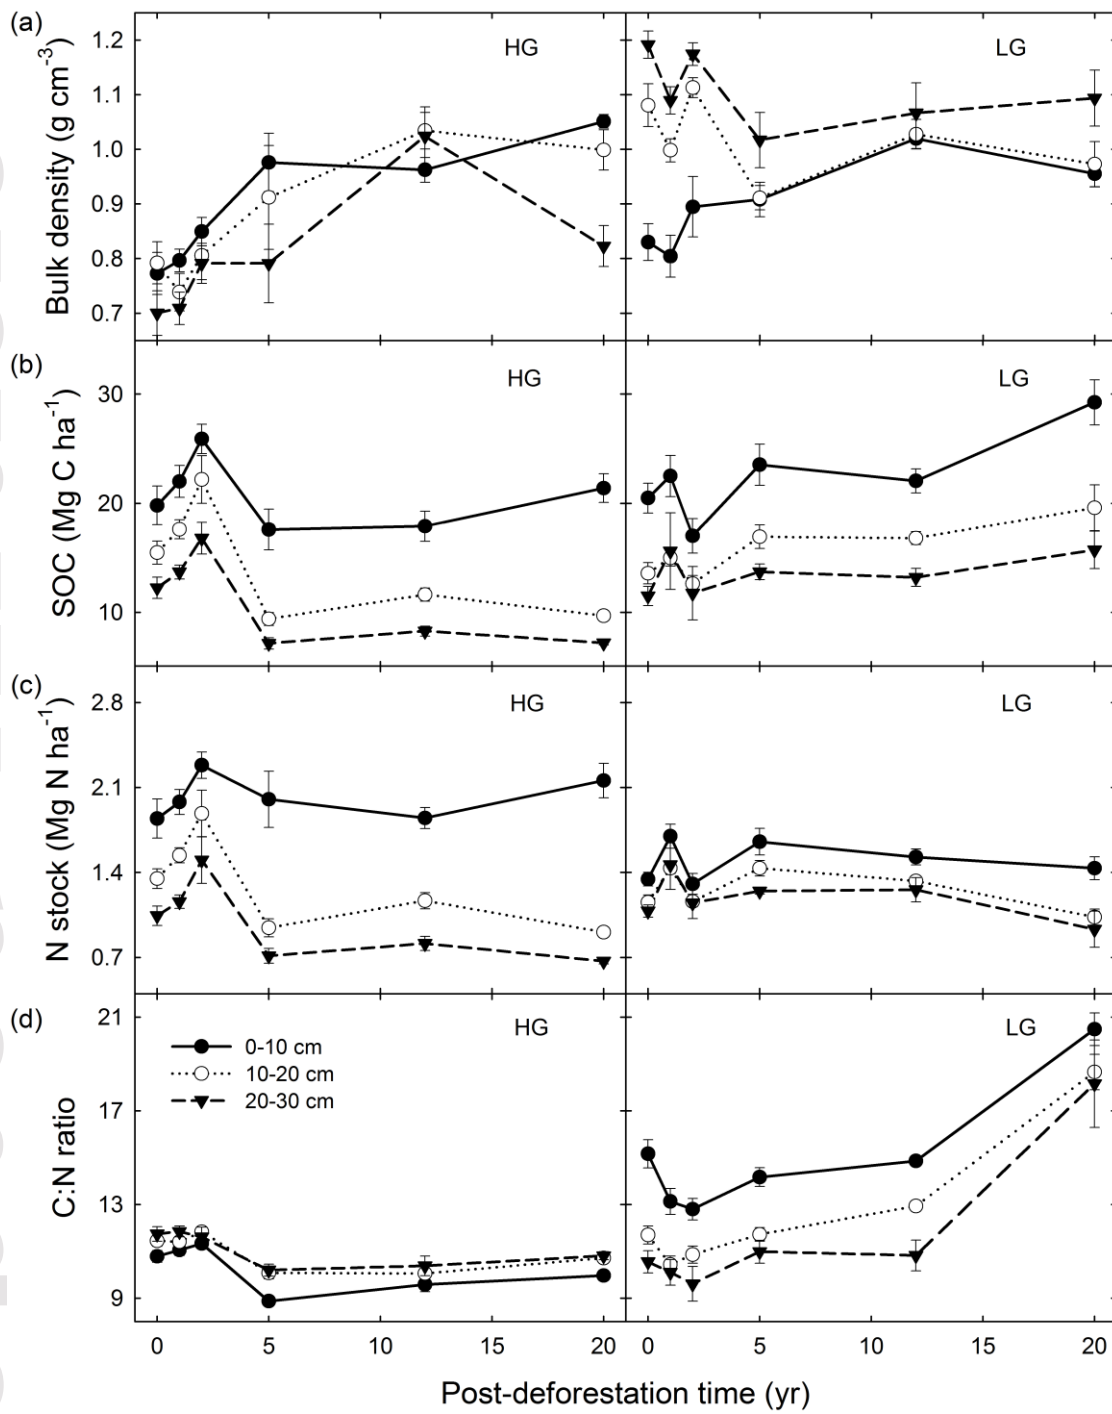 (a)
HG
LG
Bulk density (g cm⁻³)
1.2
1.1
1.0
0.9
0.8
0.7
(b)
HG
LG
SOC (Mg C ha⁻¹)
30
20
10
(c)
HG
LG
N stock (Mg N ha⁻¹)
2.8
2.1
1.4
0.7
(d)
HG
LG
C:N ratio
21
17
13
9
0-10 cm
10-20 cm
20-30 cm
0 5 10 15 20 0 5 10 15 20
Post-deforestation time (yr)